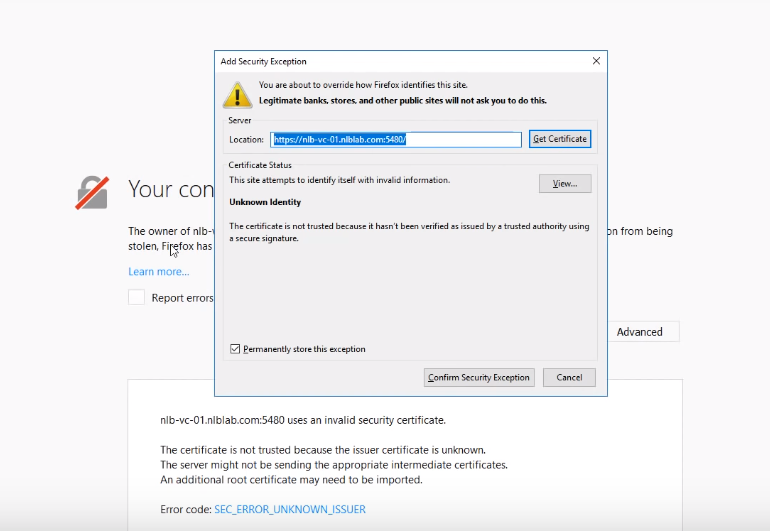 Add Security Exception
You are about to override how Firefox identifies this site.
Legitimate banks, stores, and other public sites will not ask you to do this.
Server
Location: https://nlb-vc-01.nlblab.com:5480/ Get Certificate
Certificate Status
This site attempts to identify itself with invalid information. View...
Unknown Identity
The certificate is not trusted because it hasn't been verified as issued by a trusted authority using
a secure signature.
Permanently store this exception
Confirm Security Exception Cancel
Your con
The owner of nlb-v
on from being
stolen, Firefox has
Learn more...
Report errors
Advanced
nlb-vc-01.nlblab.com:5480 uses an invalid security certificate.
The certificate is not trusted because the issuer certificate is unknown.
The server might not be sending the appropriate intermediate certificates.
An additional root certificate may need to be imported.
Error code: SEC_ERROR_UNKNOWN_ISSUER